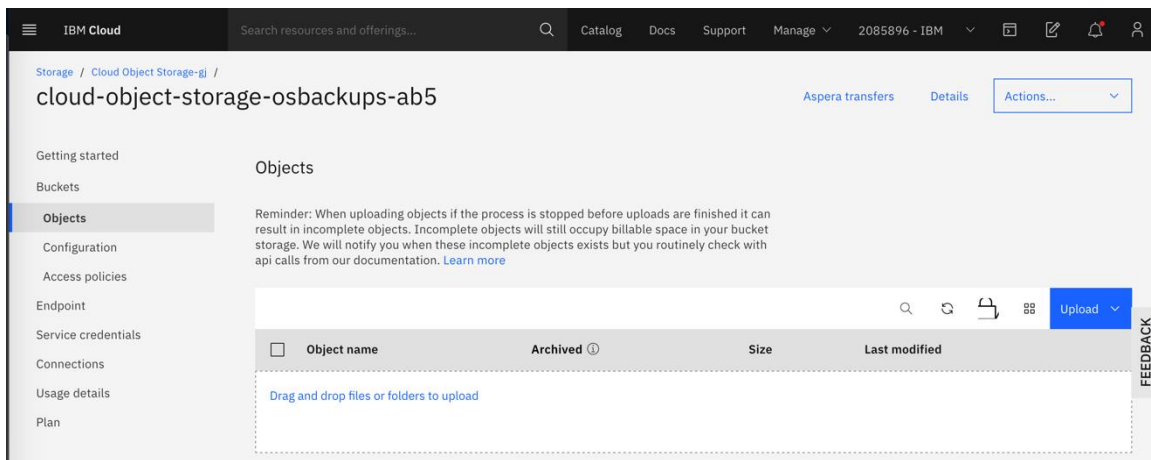 IBM Cloud
Search resources and offerings...
Catalog
Docs
Support
Manage
2085896 - IBM
Storage / Cloud Object Storage-gj /
cloud-object-storage-osbackups-ab5
Aspera transfers
Details
Actions...
Getting started
Buckets
Objects
Configuration
Access policies
Endpoint
Service credentials
Connections
Usage details
Plan
Objects
Reminder: When uploading objects if the process is stopped before uploads are finished it can
result in incomplete objects. Incomplete objects will still occupy billable space in your bucket
storage. We will notify you when these incomplete objects exists but you routinely check with
api calls from our documentation. Learn more
Upload
Object name
Archived
Size
Last modified
Drag and drop files or folders to upload
FEEDBACK